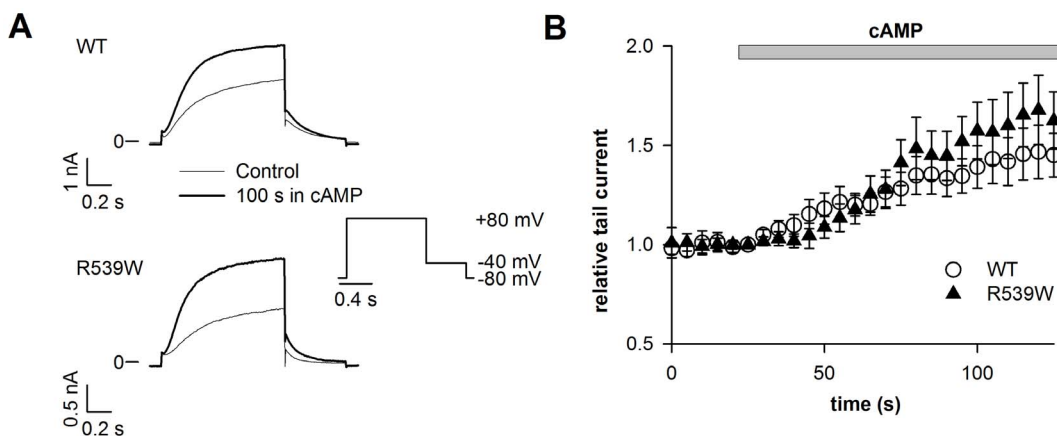 A
WT
0
1 nA
0.2 s
Control
100 s in cAMP
+80 mV
-40 mV
-80 mV
0.4 s
R539W
0
0.5 nA
0.2 s
B
cAMP
2.0
1.5
1.0
0.5
relative tail current
WT
R539W
0
50
100
time (s)